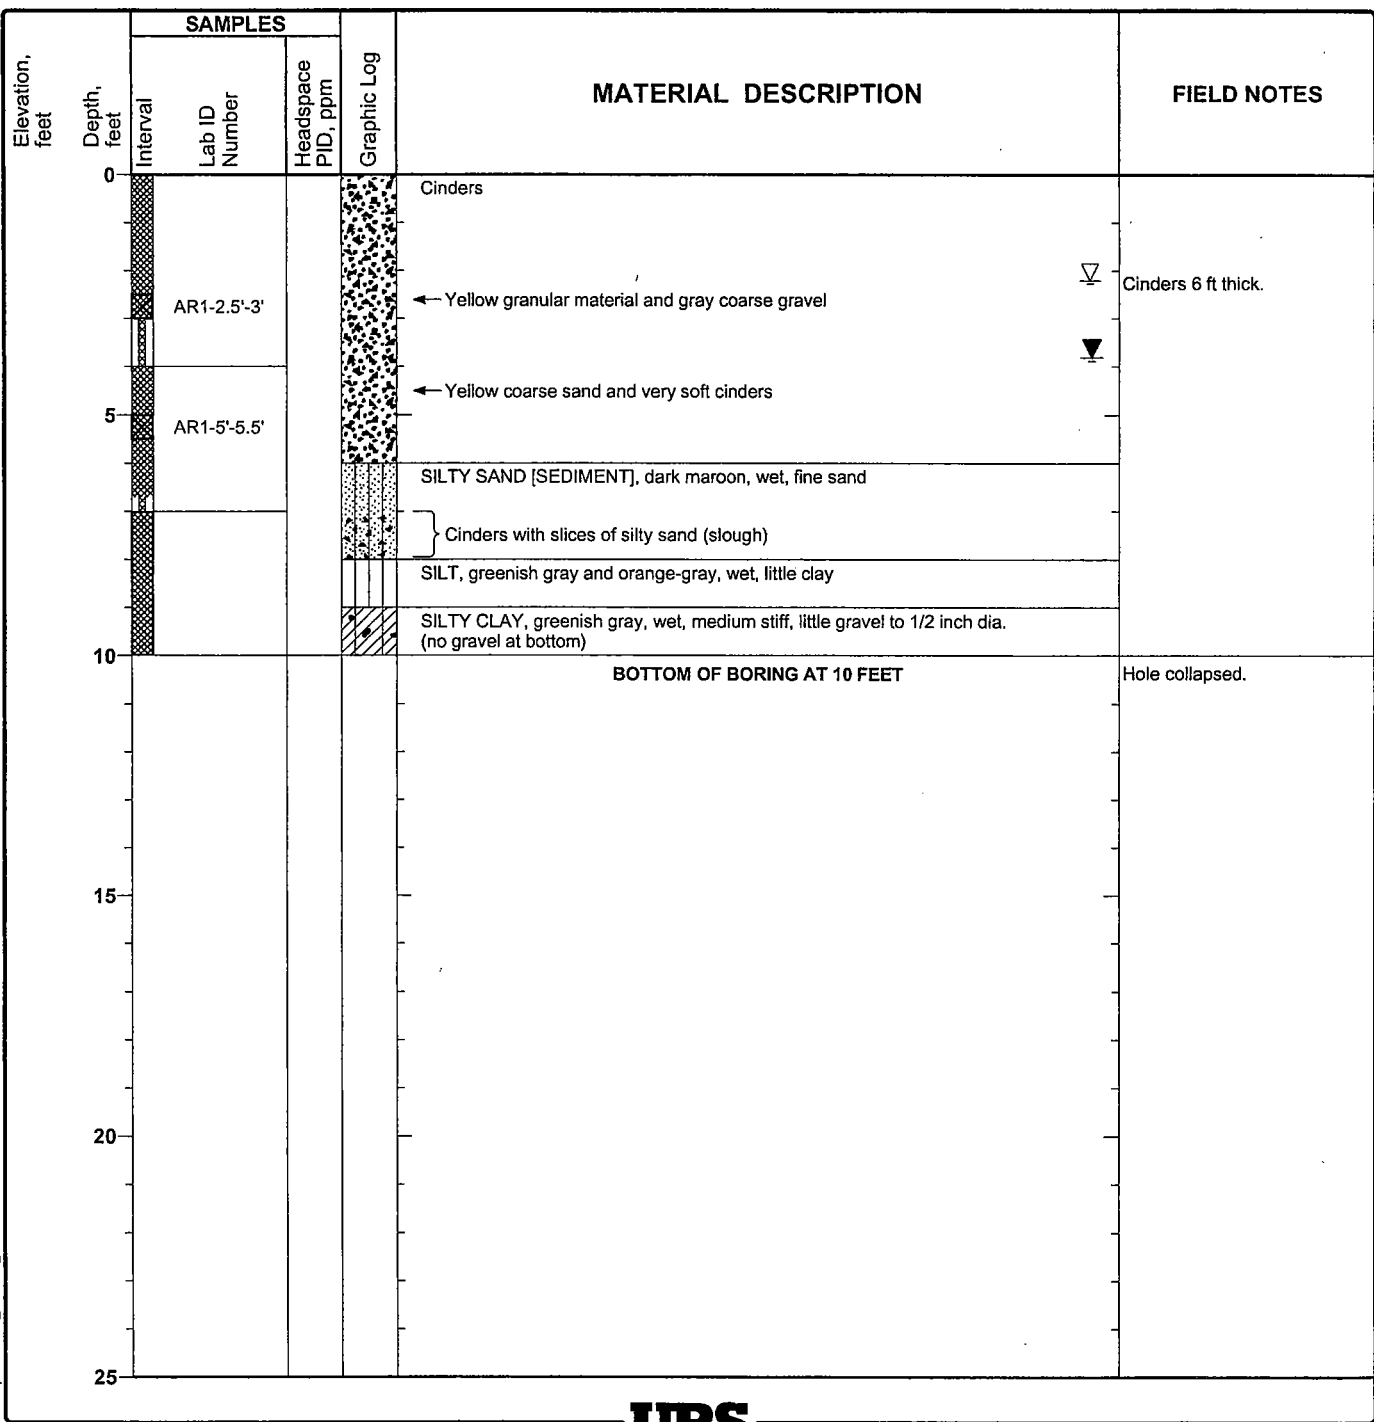 SAMPLES
Elevation,
feet
Depth,
feet
Interval
Lab ID
Number
Headspace
PID, ppm
Graphic Log
MATERIAL DESCRIPTION
FIELD NOTES
0
Cinders
Cinders 6 ft thick.
AR1-2.5'-3'
Yellow granular material and gray coarse gravel
Yellow coarse sand and very soft cinders
5
AR1-5'-5.5'
SILTY SAND [SEDIMENT], dark maroon, wet, fine sand
Cinders with slices of silty sand (slough)
SILT, greenish gray and orange-gray, wet, little clay
SILTY CLAY, greenish gray, wet, medium stiff, little gravel to 1/2 inch dia.
(no gravel at bottom)
10
BOTTOM OF BORING AT 10 FEET
Hole collapsed.
15
20
25
URS